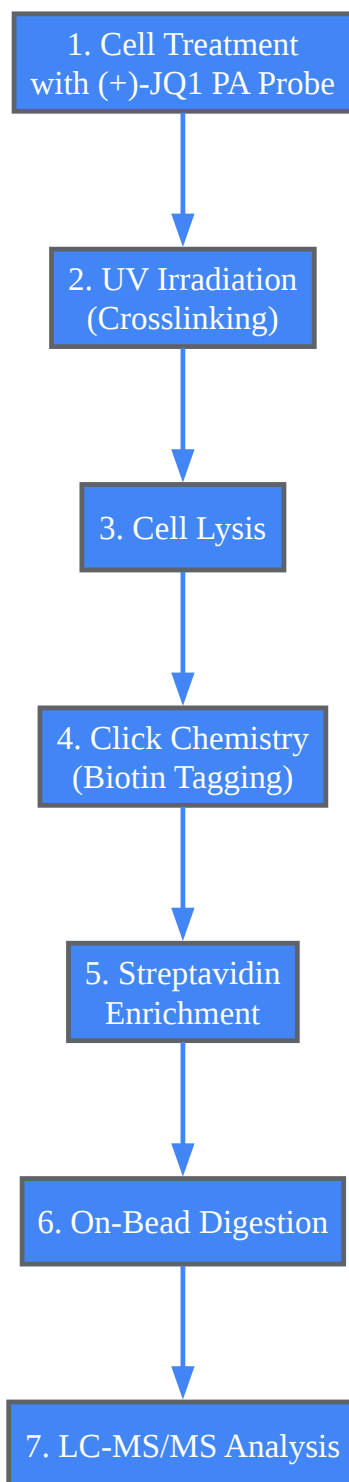 1. Cell Treatment
with (+)-JQ1 PA Probe
2. UV Irradiation
(Crosslinking)
3. Cell Lysis
4. Click Chemistry
(Biotin Tagging)
5. Streptavidin
Enrichment
6. On-Bead Digestion
7. LC-MS/MS Analysis